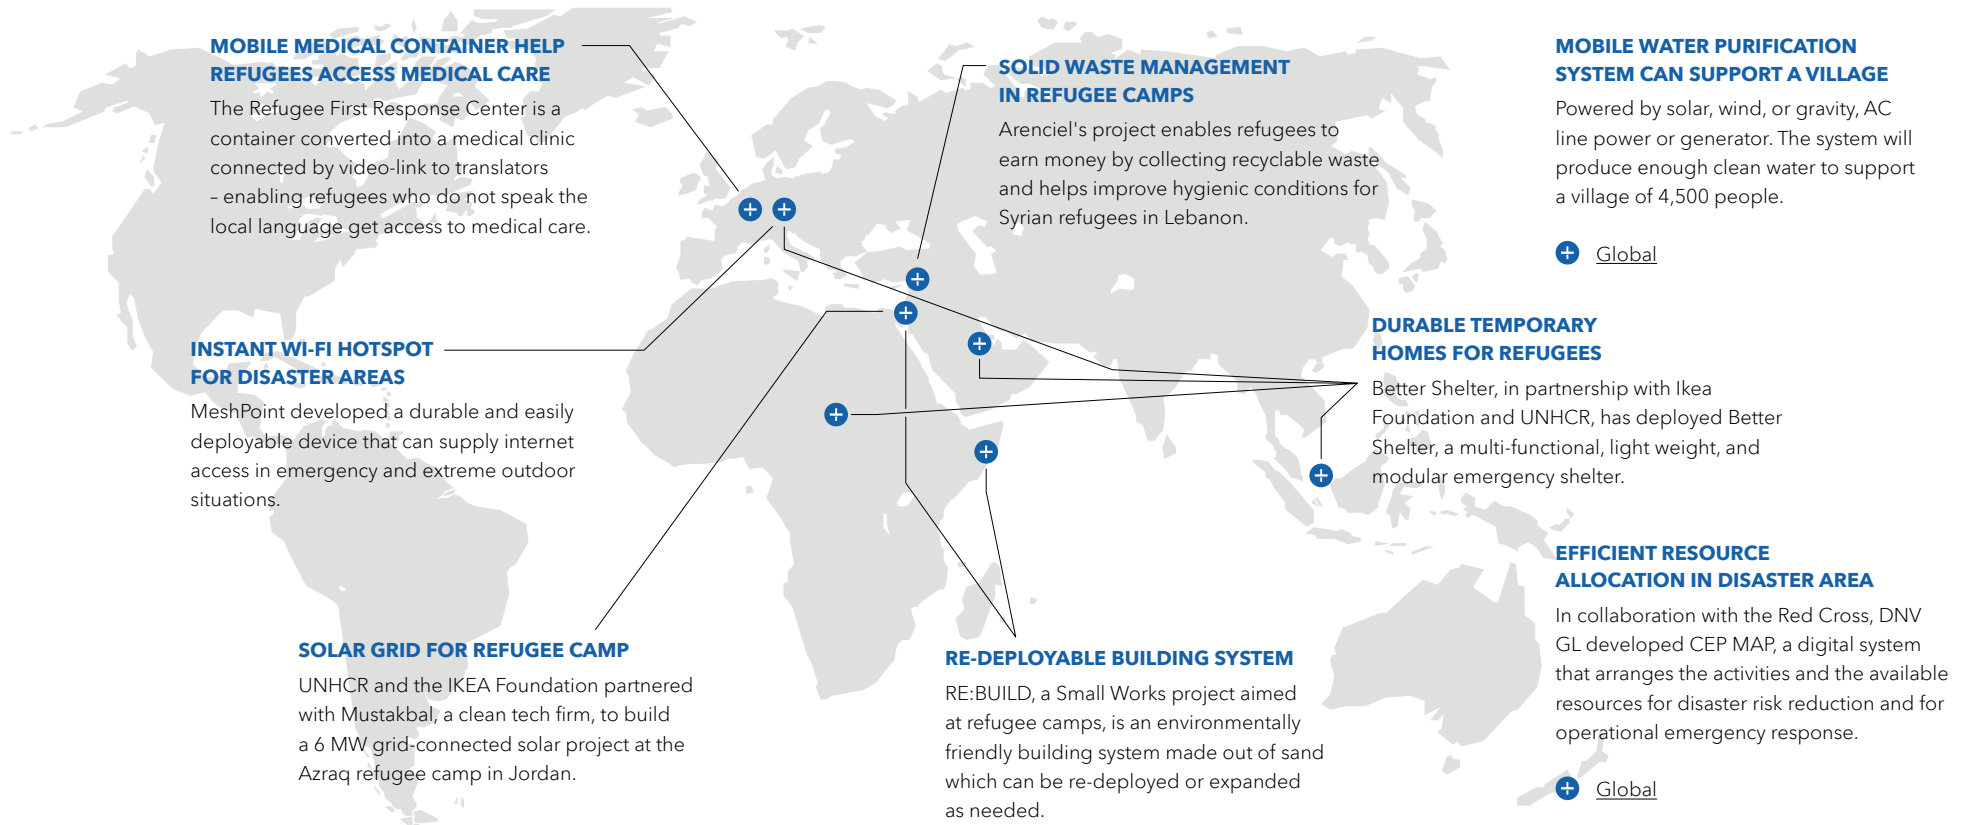 MOBILE MEDICAL CONTAINER HELP
REFUGEES ACCESS MEDICAL CARE
The Refugee First Response Center is a
container converted into a medical clinic
connected by video-link to translators
– enabling refugees who do not speak the
local language get access to medical care.
SOLID WASTE MANAGEMENT
IN REFUGEE CAMPS
Arenciel's project enables refugees to
earn money by collecting recyclable waste
and helps improve hygienic conditions for
Syrian refugees in Lebanon.
MOBILE WATER PURIFICATION
SYSTEM CAN SUPPORT A VILLAGE
Powered by solar, wind, or gravity, AC
line power or generator. The system will
produce enough clean water to support
a village of 4,500 people.
Global
INSTANT WI-FI HOTSPOT
FOR DISASTER AREAS
MeshPoint developed a durable and easily
deployable device that can supply internet
access in emergency and extreme outdoor
situations.
DURABLE TEMPORARY
HOMES FOR REFUGEES
Better Shelter, in partnership with Ikea
Foundation and UNHCR, has deployed Better
Shelter, a multi-functional, light weight, and
modular emergency shelter.
SOLAR GRID FOR REFUGEE CAMP
UNHCR and the IKEA Foundation partnered
with Mustakbal, a clean tech firm, to build
a 6 MW grid-connected solar project at the
Azraq refugee camp in Jordan.
RE-DEPLOYABLE BUILDING SYSTEM
RE:BUILD, a Small Works project aimed
at refugee camps, is an environmentally
friendly building system made out of sand
which can be re-deployed or expanded
as needed.
EFFICIENT RESOURCE
ALLOCATION IN DISASTER AREA
In collaboration with the Red Cross, DNV
GL developed CEP MAP, a digital system
that arranges the activities and the available
resources for disaster risk reduction and for
operational emergency response.
Global